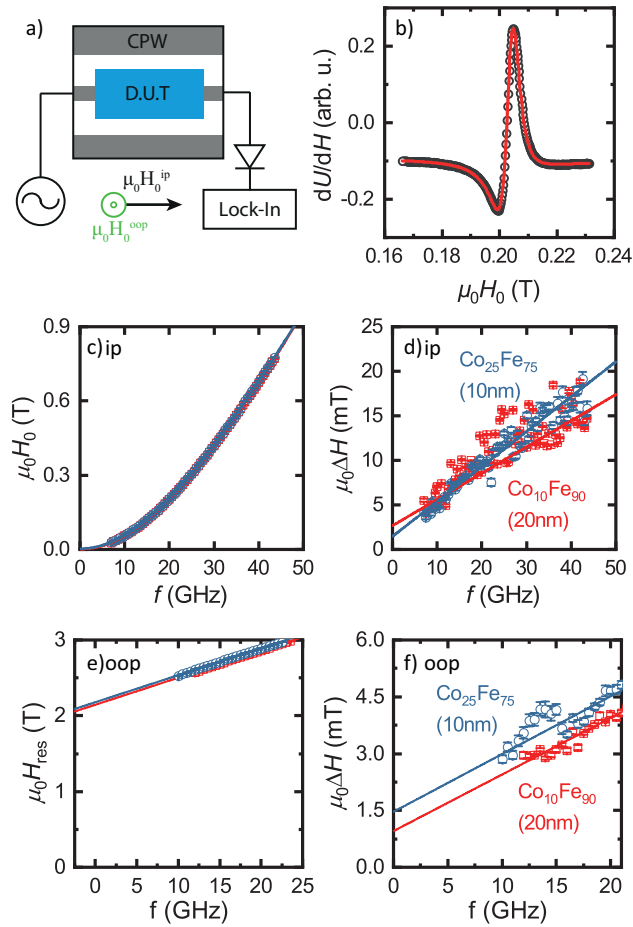 a)
CPW
D.U.T
μ₀H₀ⁱᵖ
μ₀H₀ᵒᵒᵖ
Lock-In
b)
dU/dH (arb. u.)
0.2
0.0
-0.2
0.16 0.18 0.20 0.22 0.24
μ₀H₀ (T)
c) ip
μ₀H₀ (T)
0.9
0.6
0.3
0.0
0 10 20 30 40 50
f (GHz)
d) ip
μ₀ΔH (mT)
25
20
15
10
5
0
Co₂₅Fe₇₅
(10nm)
Co₁₀Fe₉₀
(20nm)
0 10 20 30 40 50
f (GHz)
e)oop
μ₀H_res (T)
3
2
1
0
0 5 10 15 20 25
f (GHz)
f) oop
μ₀ΔH (mT)
6.0
4.5
3.0
1.5
0.0
Co₂₅Fe₇₅
(10nm)
Co₁₀Fe₉₀
(20nm)
0 5 10 15 20
f (GHz)